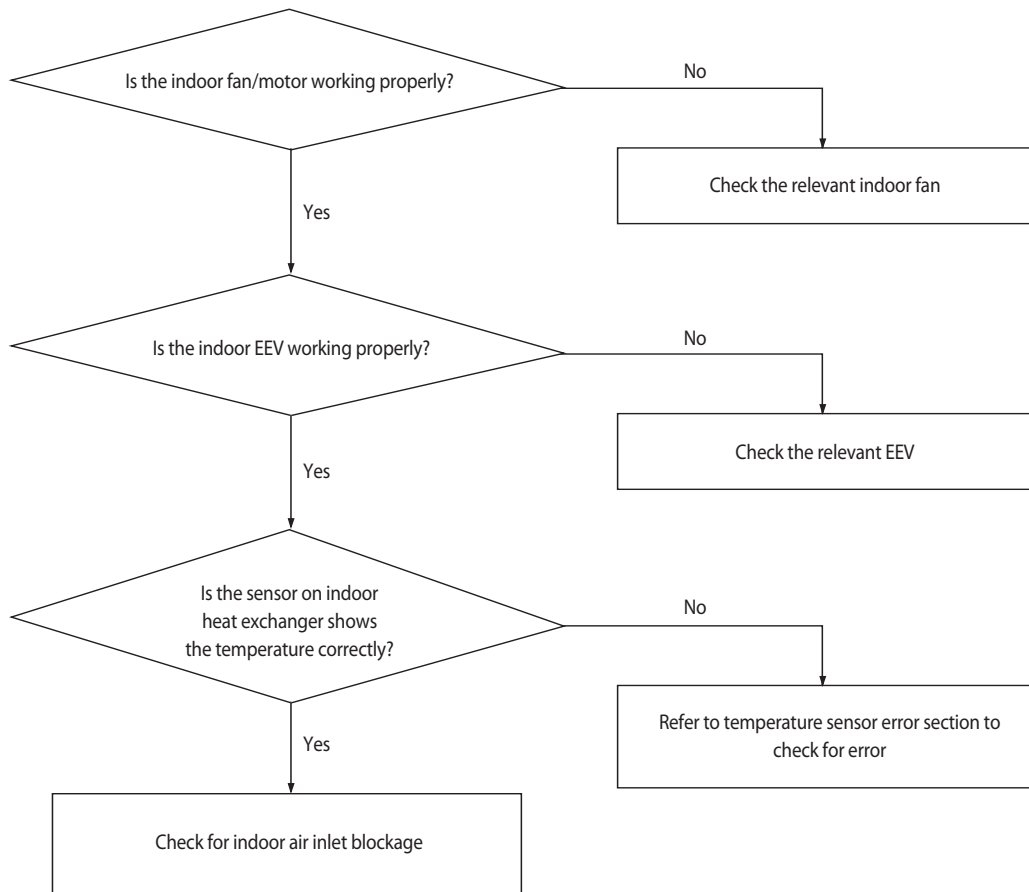 Is the indoor fan/motor working properly?
No
Check the relevant indoor fan
Yes
Is the indoor EEV working properly?
No
Check the relevant EEV
Yes
Is the sensor on indoor
heat exchanger shows
the temperature correctly?
No
Refer to temperature sensor error section to
check for error
Yes
Check for indoor air inlet blockage